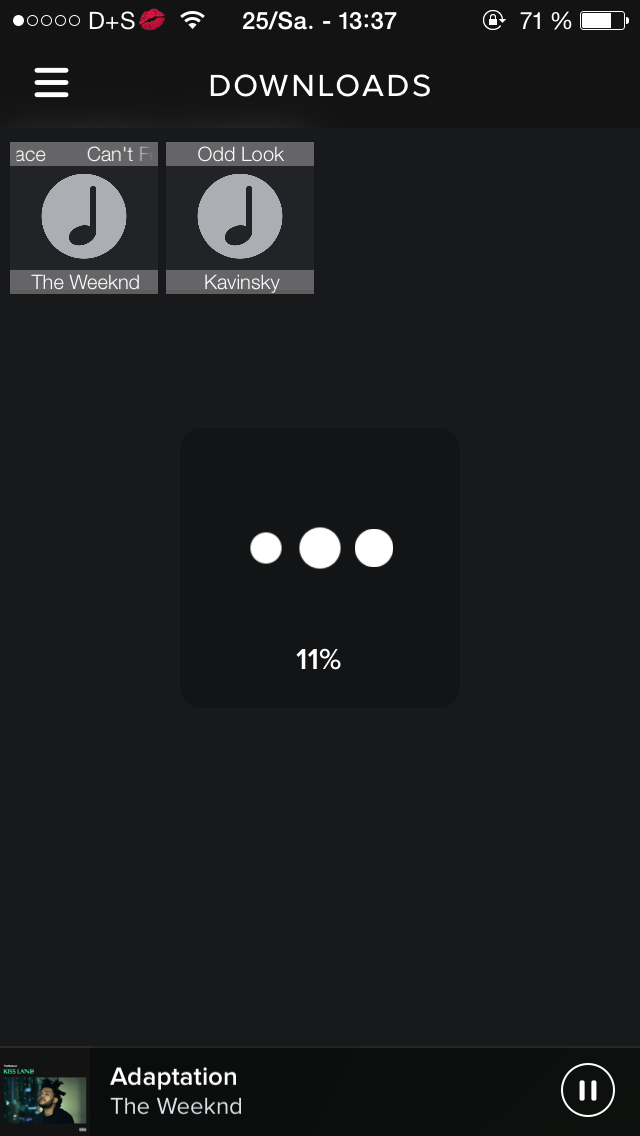 D+S💋 25/Sa. - 13:37 71 %
DOWNLOADS
ace Can't F
Odd Look
The Weeknd
Kavinsky
11%
KISS LAND
Adaptation
The Weeknd